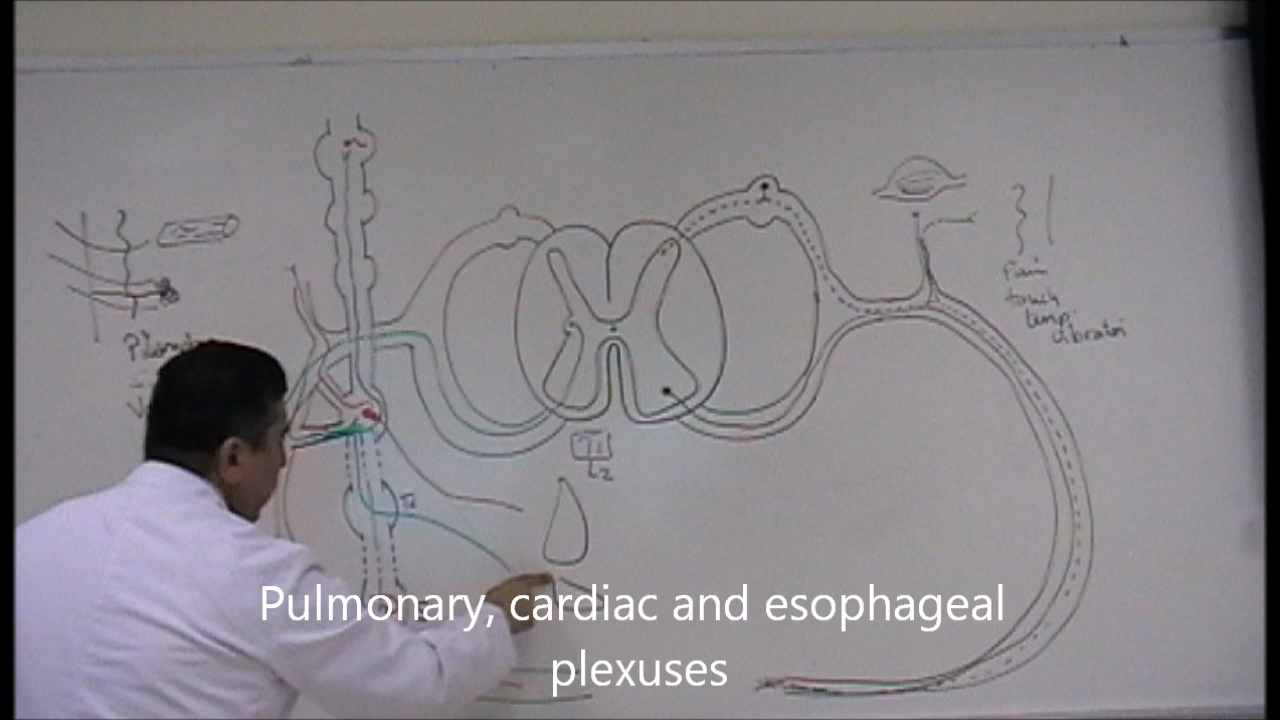 Pain
touch
temp.
vibration
T1
L2
Pulmonary, cardiac and esophageal
plexuses